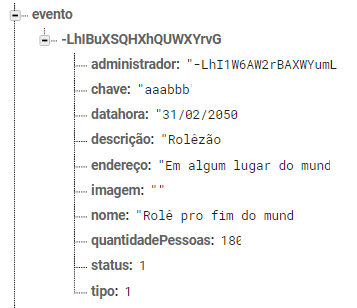 evento
-LhIBuXSQHXhQUWXYrvG
administrador: "-LhI1W6AW2rBAXWYumL
chave: "aaabbb
datahora: "31/02/2050
descrição: "Rolêzão
endereço: "Em algum lugar do mund
imagem: ""
nome: "Rolê pro fim do mund
quantidadePessoas: 180
status: 1
tipo: 1